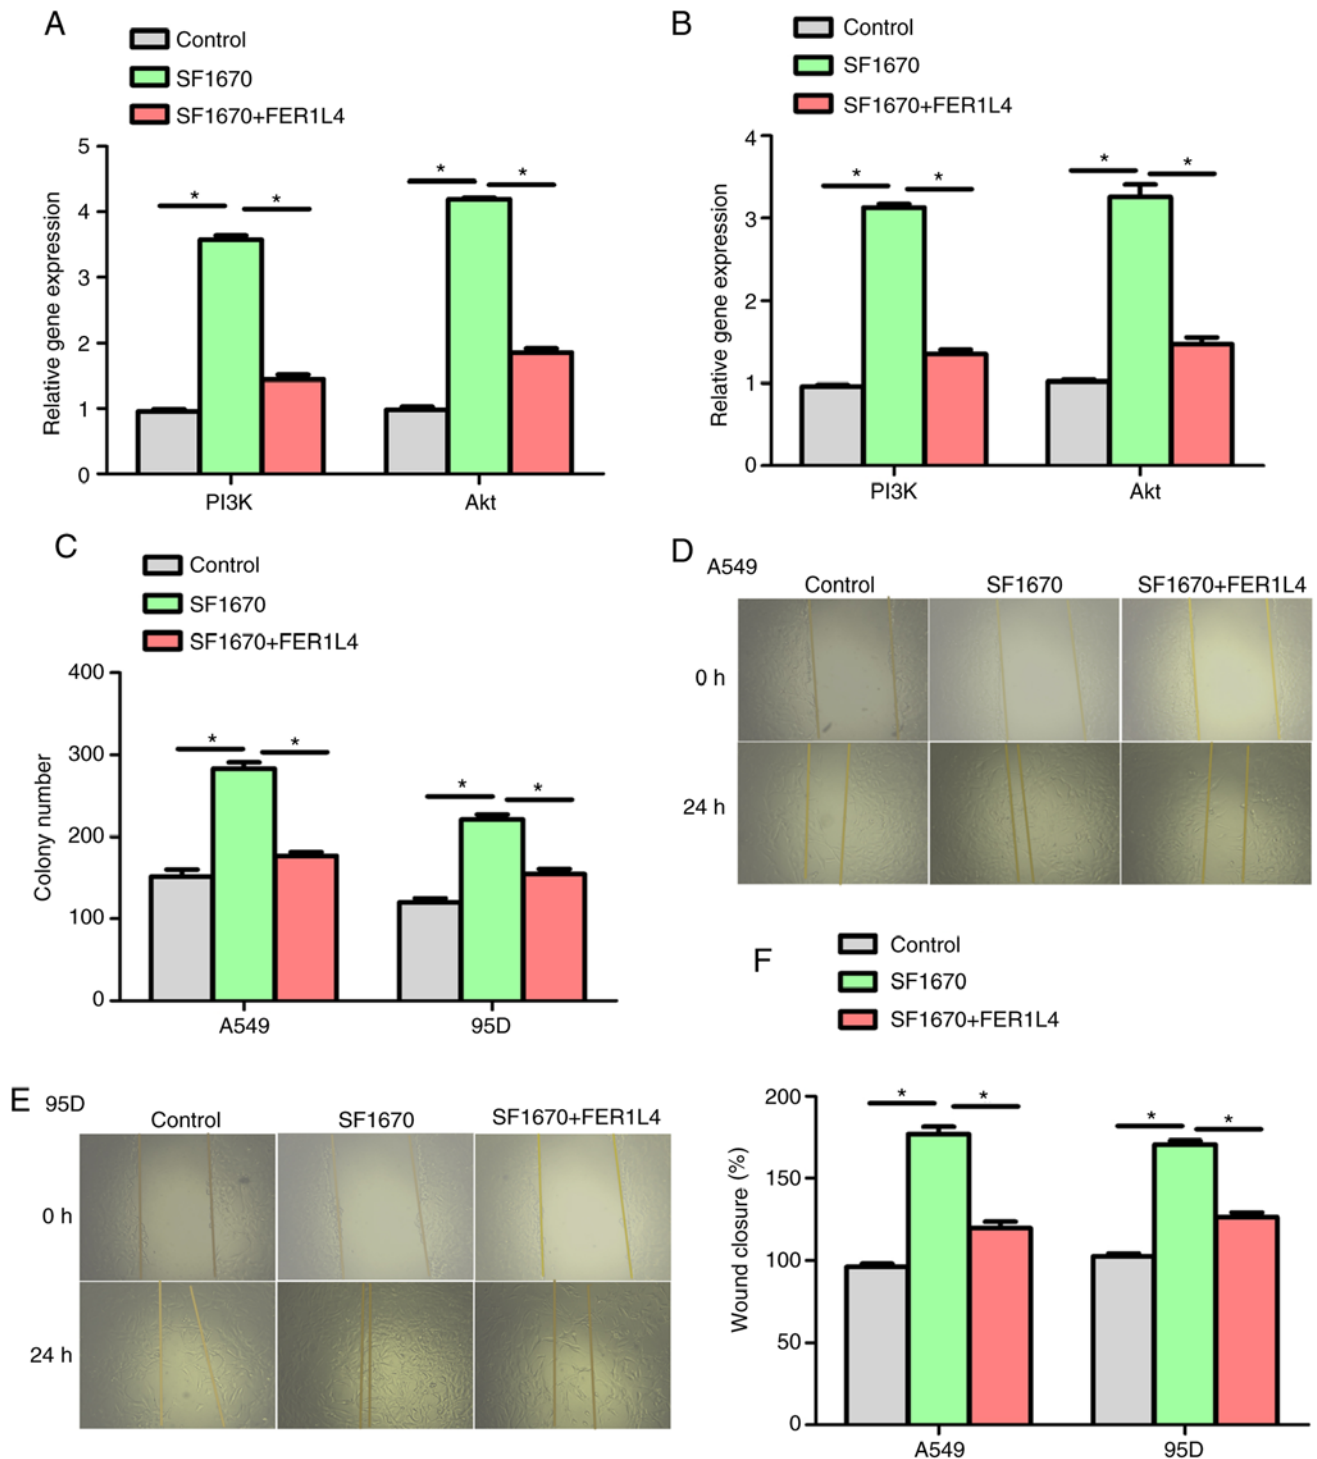 A
Control
SF1670
SF1670+FER1L4
5
4
3
2
1
0
Relative gene expression
* * * *
PI3K Akt
B
Control
SF1670
SF1670+FER1L4
4
3
2
1
0
Relative gene expression
* * * *
PI3K Akt
C
Control
SF1670
SF1670+FER1L4
400
300
200
100
0
Colony number
* * * *
A549 95D
D
A549
Control SF1670 SF1670+FER1L4
0 h
24 h
E
95D
Control SF1670 SF1670+FER1L4
0 h
24 h
F
Control
SF1670
SF1670+FER1L4
200
150
100
50
0
Wound closure (%)
* * * *
A549 95D